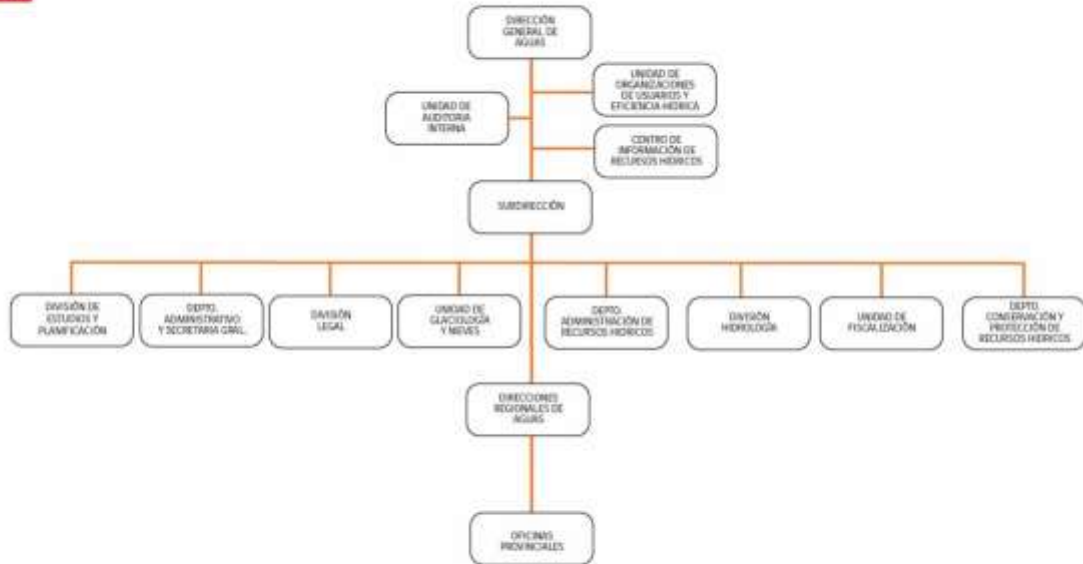 DIRECCIÓN
GENERAL DE
AGUAS
UNIDAD DE
ORGANIZACIONES
DE USUARIOS Y
EFICIENCIA HÍDRICA
UNIDAD DE
AUDITORIA
INTERNA
CENTRO DE
INFORMACIÓN DE
RECURSOS HÍDRICOS
SUBDIRECCIÓN
DIVISIÓN DE
ESTUDIOS Y
PLANIFICACIÓN
DEPTO.
ADMINISTRATIVO
Y SECRETARIA GRAL.
DIVISIÓN
LEGAL
UNIDAD DE
GLACIOLOGÍA
Y NIEVES
DEPTO.
ADMINISTRACIÓN DE
RECURSOS HÍDRICOS
DIVISIÓN
HIDROLOGÍA
UNIDAD DE
FISCALIZACIÓN
DEPTO.
CONSERVACIÓN Y
PROTECCIÓN DE
RECURSOS HÍDRICOS
DIRECCIONES
REGIONALES DE
AGUAS
OFICINAS
PROVINCIALES